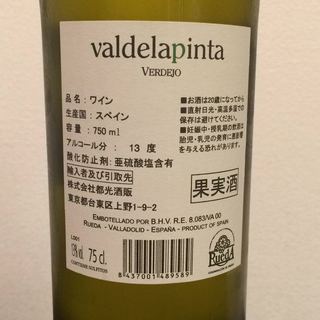 valdelapinta
VERDEJO
品名：ワイン
生産国：スペイン
容量：750㎖
アルコール分：13度
酸化防止剤：亜硫酸塩含有
輸入者及び引取先
株式会社都光酒販
東京都台東区上野1-9-2
■お酒は20歳になってから
■直射日光・高温多湿での
保存は避けてください
■妊娠中・授乳期の飲酒は
胎児・乳児の発育に悪影響
を与える恐れがあります。
果実酒
EMBOTELLADO POR B.H.V. R.E. 8.083/VA 00
RUEDA - VALLADOLID - ESPAÑA - PRODUCT OF SPAIN
L001
13%vol. 75 cl.
CONTIENE SULFITOS
8 437001 489589
RUEDA